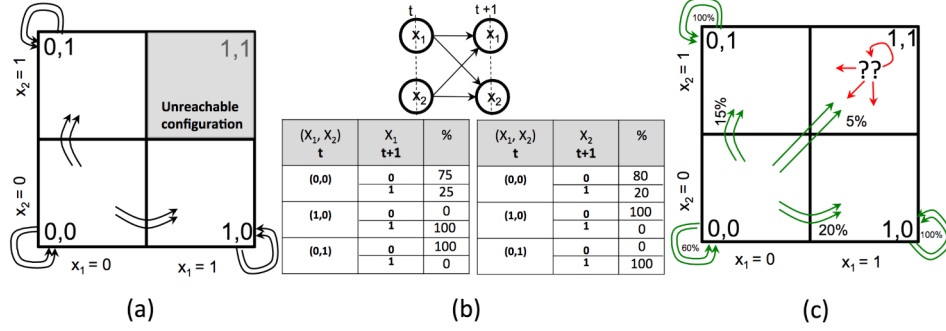 0,1
1,1
Unreachable
configuration
x2 = 1
x2 = 0
0,0
1,0
x1 = 0
x1 = 1
(a)
t
t+1
X1
X1
X2
X2
(X1, X2) X1 %
t t+1
(0,0) 0 75
1 25
(1,0) 0 0
1 100
(0,1) 0 100
1 0
(X1, X2) X2 %
t t+1
(0,0) 0 80
1 20
(1,0) 0 100
1 0
(0,1) 0 0
1 100
(b)
100%
0,1
1,1
??
x2 = 1
15%
5%
x2 = 0
0,0
60%
20%
1,0
100%
x1 = 0
x1 = 1
(c)